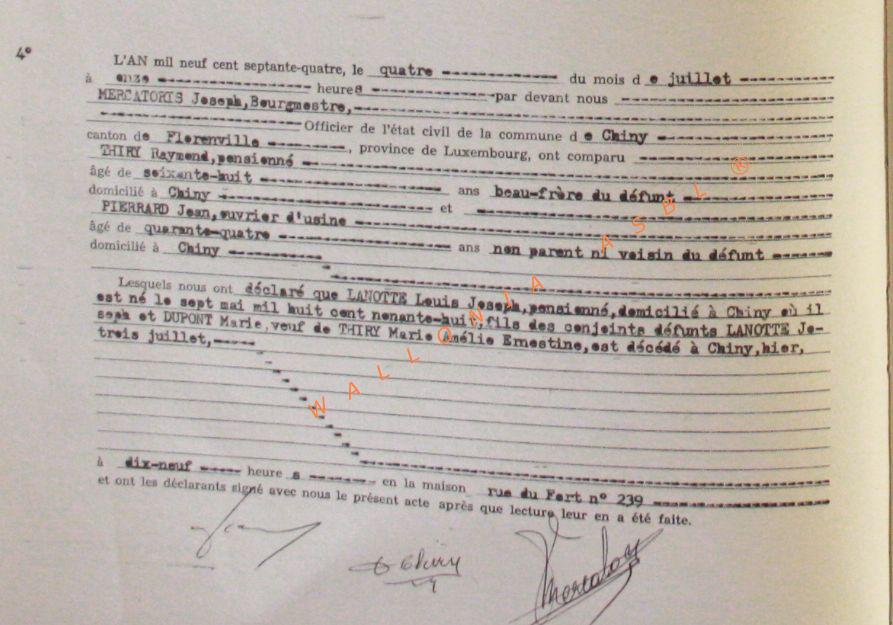 4°
L'AN mil neuf cent septante-quatre, le quatre ---------- du mois d e juillet ----------
à onze ---------- heures ---------- par devant nous ----------
MERCATORIS Joseph,Bourgmestre,----------
---------- Officier de l'état civil de la commune d e Chiny ----------
canton de Florenville ----------, province de Luxembourg, ont comparu ----------
THIRY Raymond,pensionné ----------
âgé de soixante-huit ---------- ans beau-frère du défunt ----------
domicilié à Chiny ---------- et ----------
PIERRARD Jean,ouvrier d'usine ----------
âgé de quarante-quatre ---------- ans non parent ni voisin du défunt ----------
domicilié à Chiny ----------
Lesquels nous ont déclaré que LANOTTE Louis Joseph,pensionné,domicilié à Chiny où il
est né le sept mai mil huit cent nonante-huit,fils des conjoints défunts LANOTTE Jo-
seph et DUPONT Marie,veuf de THIRY Marie Amélie Ernestine,est décédé à Chiny,hier,
trois juillet,-----
à dix-neuf ----- heure s ---------- en la maison rue du Fort n° 239 ----------
et ont les déclarants signé avec nous le présent acte après que lecture leur en a été faite.
Thiry
WALLONIA ASBL ®